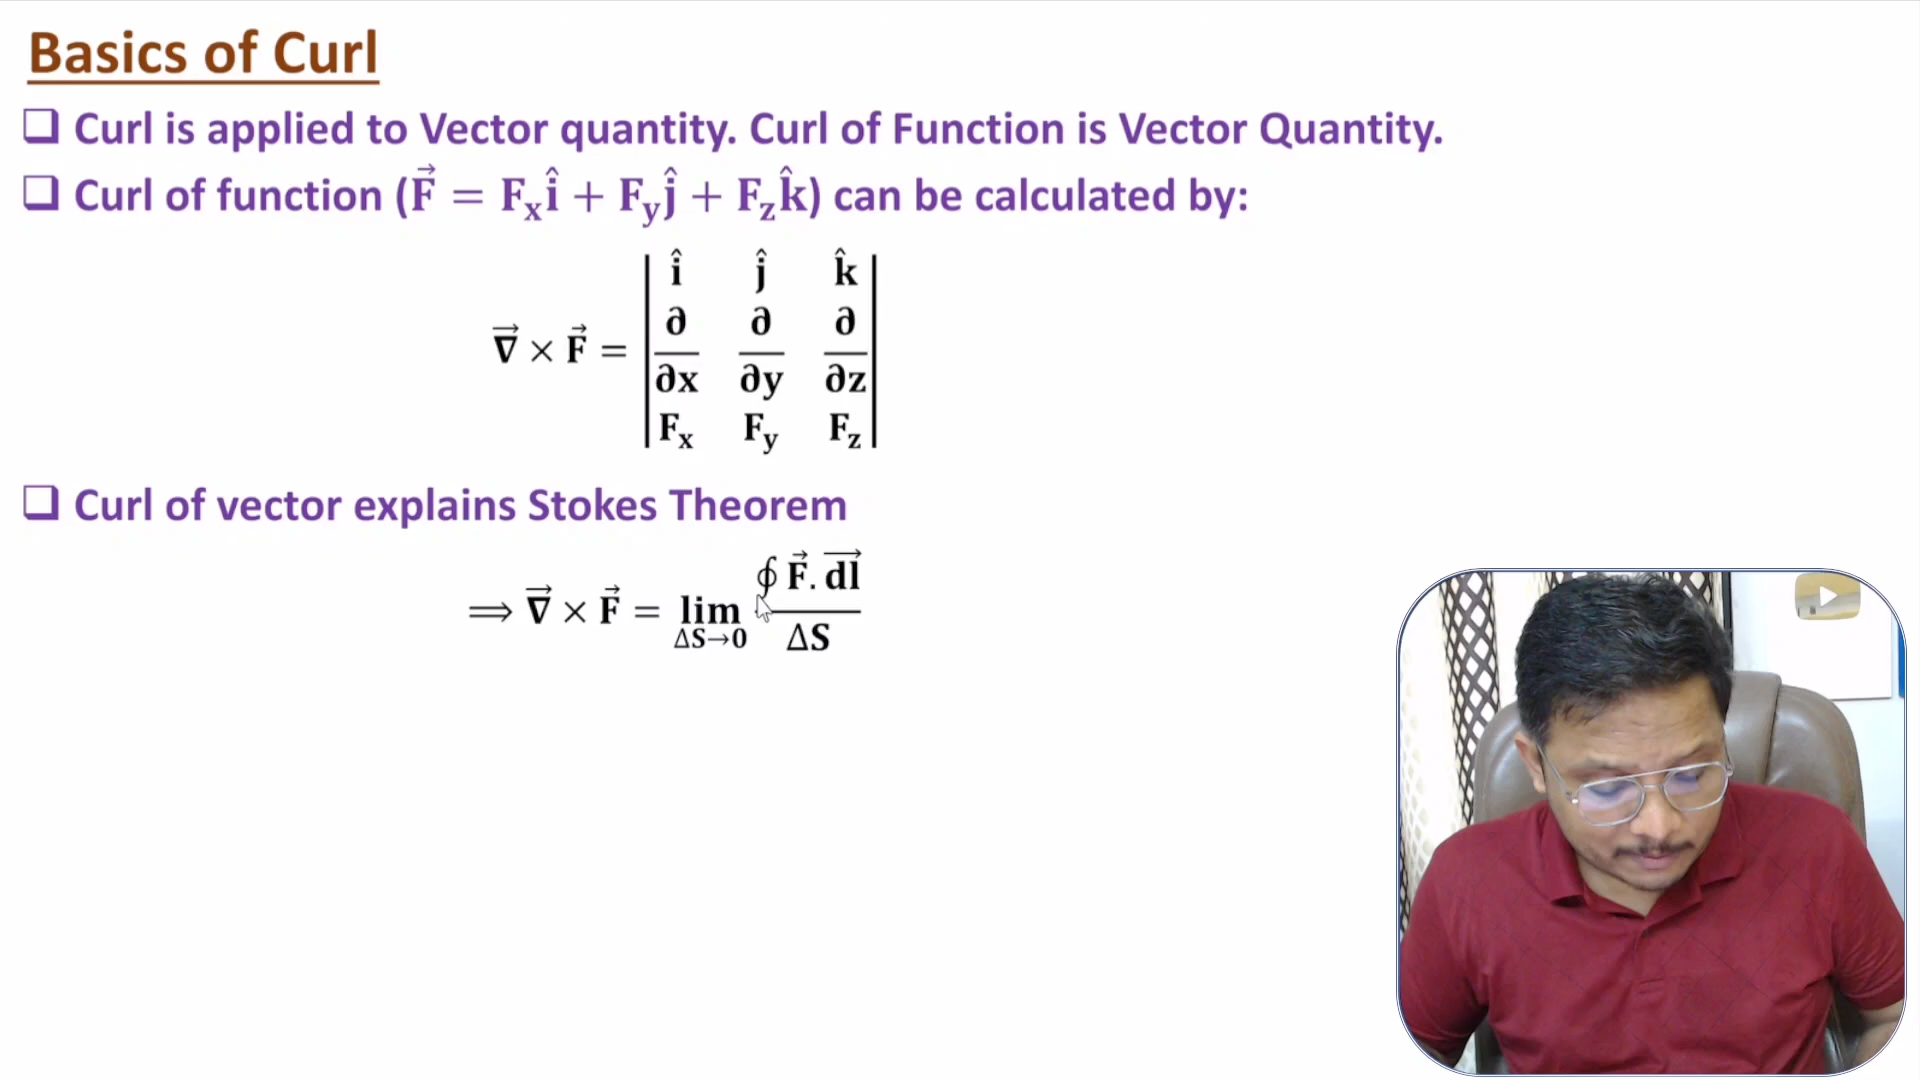 Basics of Curl
❑ Curl is applied to Vector quantity. Curl of Function is Vector Quantity.
❑ Curl of function (F⃗ = Fₓî + F_yĵ + F_zk̂) can be calculated by:
î ĵ k̂
∂ ∂ ∂
∇⃗ × F⃗ =
∂x ∂y ∂z
Fₓ F_y F_z
❑ Curl of vector explains Stokes Theorem
∮ F⃗. dl⃗
⟹ ∇⃗ × F⃗ = lim
ΔS→0 ΔS